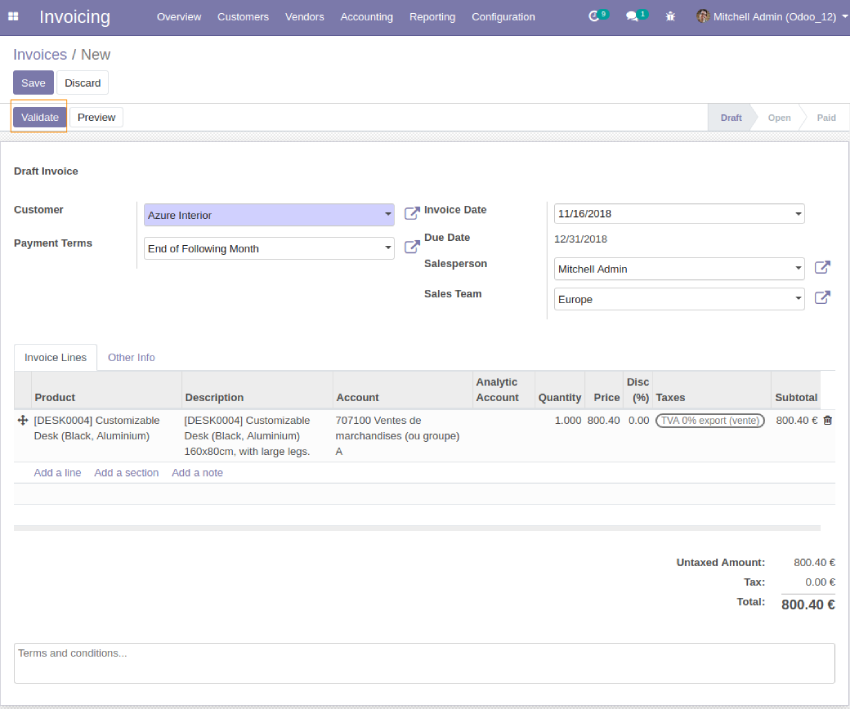 Invoicing Overview Customers Vendors Accounting Reporting Configuration 9 1 Mitchell Admin (Odoo_12)
Invoices / New
Save Discard
Validate Preview Draft Open Paid
Draft Invoice
Customer Azure Interior Invoice Date 11/16/2018
Due Date 12/31/2018
Payment Terms End of Following Month
Salesperson Mitchell Admin
Sales Team Europe
Invoice Lines Other Info
Product Description Account Analytic Account Quantity Price Disc (%) Taxes Subtotal
[DESK0004] Customizable [DESK0004] Customizable 707100 Ventes de 1.000 800.40 0.00 TVA 0% export (vente) 800.40 €
Desk (Black, Aluminium) Desk (Black, Aluminium) marchandises (ou groupe)
160x80cm, with large legs. A
Add a line Add a section Add a note
Untaxed Amount: 800.40 €
Tax: 0.00 €
Total: 800.40 €
Terms and conditions...